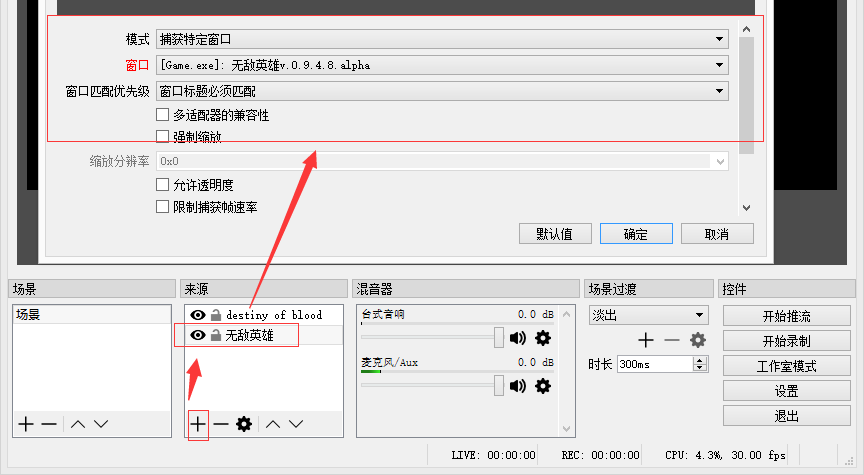 模式 捕获特定窗口
窗口 [Game.exe]: 无敌英雄v.0.9.4.8.alpha
窗口匹配优先级 窗口标题必须匹配
多适配器的兼容性
强制缩放
缩放分辨率 0x0
允许透明度
限制捕获帧速率
默认值 确定 取消
场景 来源 混音器 场景过渡 控件
场景
destiny of blood
无敌英雄
台式音响 0.0 dB
麦克风/Aux 0.0 dB
淡出
时长 300ms
开始推流
开始录制
工作室模式
设置
退出
LIVE: 00:00:00 REC: 00:00:00 CPU: 4.3%, 30.00 fps